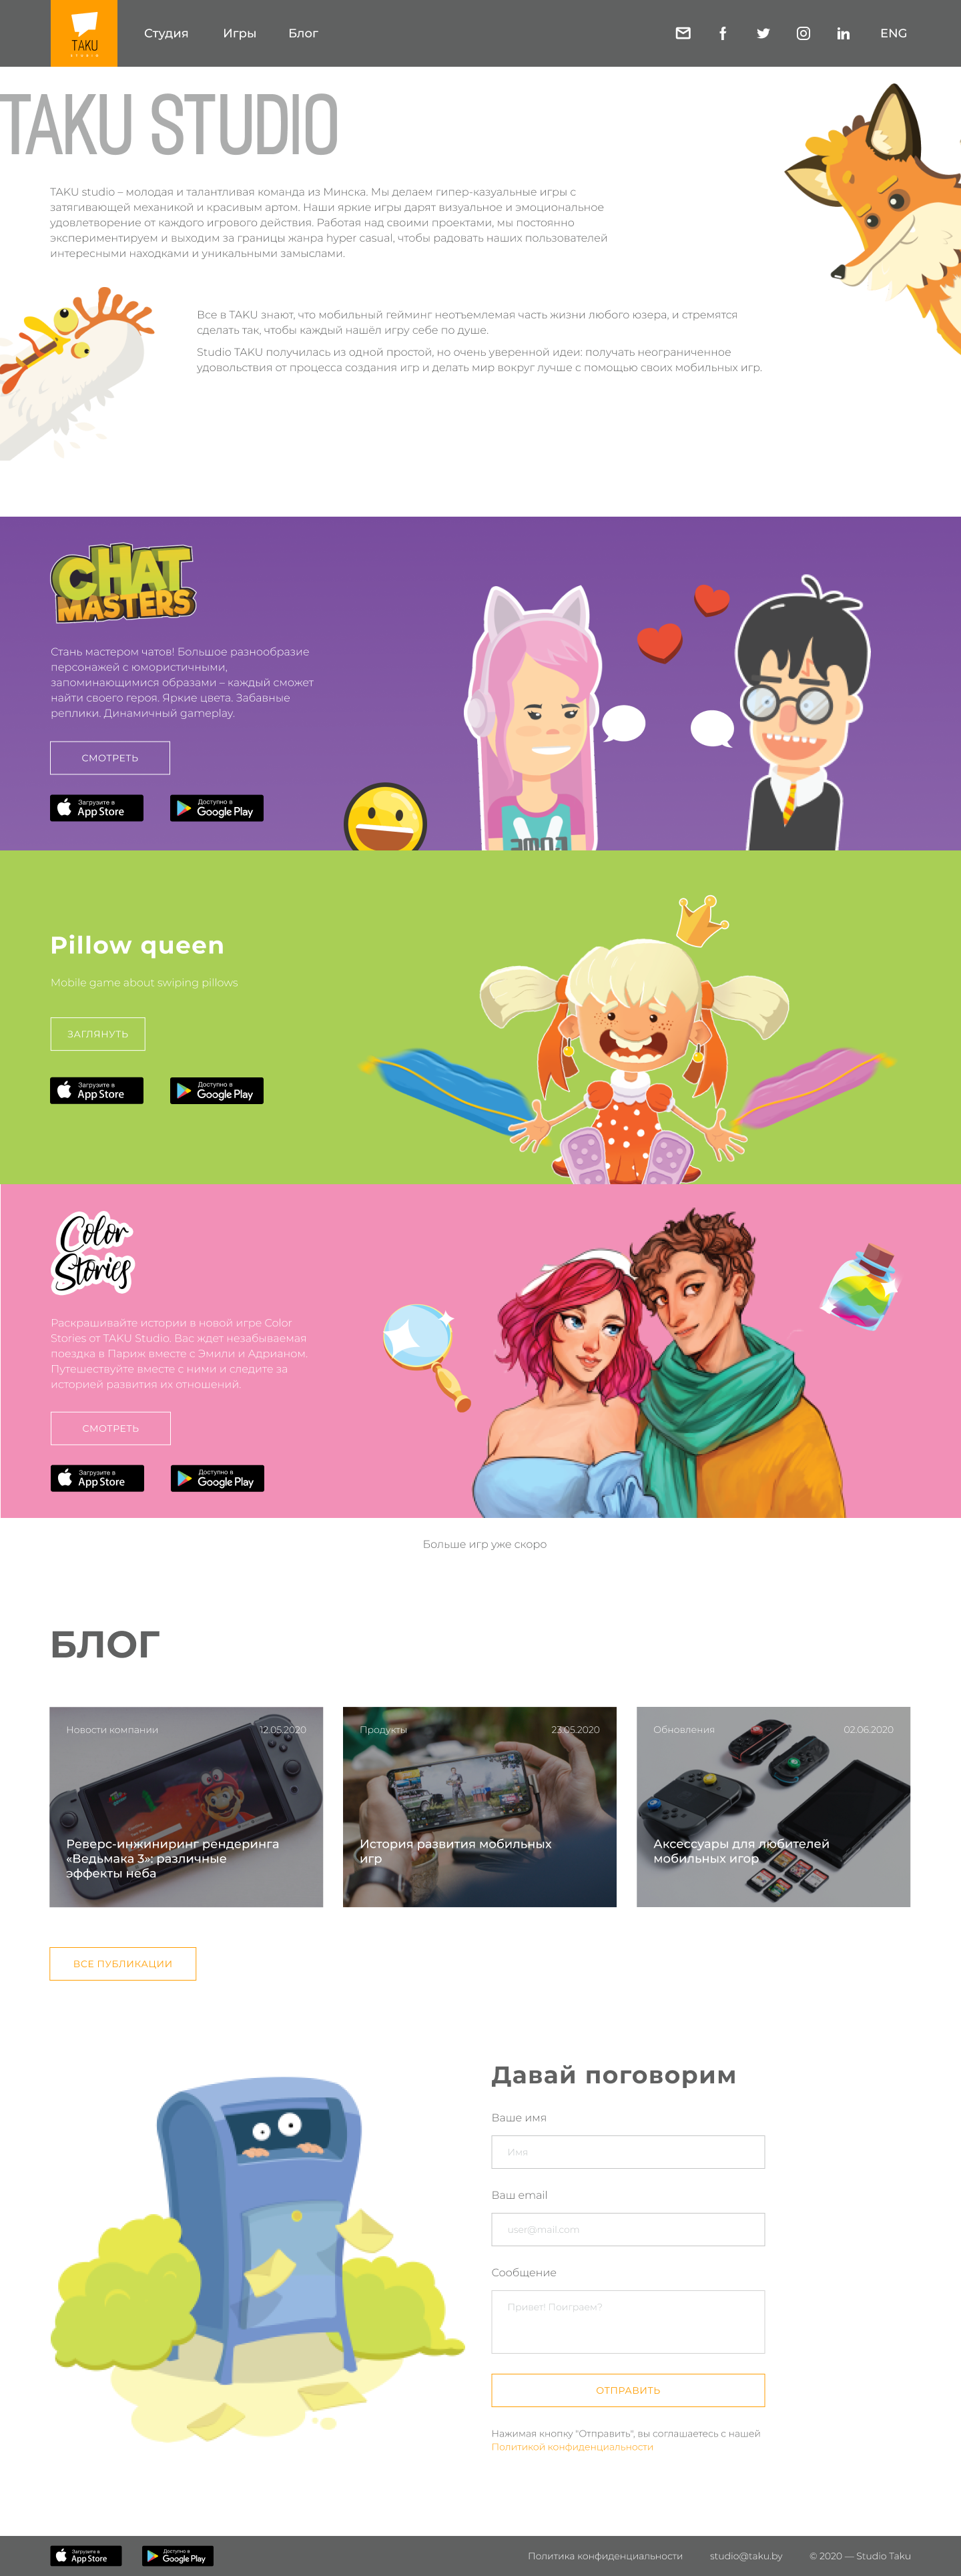 TAKU
STUDIO
Студия
Игры
Блог
ENG
TAKU STUDIO
TAKU studio – молодая и талантливая команда из Минска. Мы делаем гипер-казуальные игры с
затягивающей механикой и красивым артом. Наши яркие игры дарят визуальное и эмоциональное
удовлетворение от каждого игрового действия. Работая над своими проектами, мы постоянно
экспериментируем и выходим за границы жанра hyper casual, чтобы радовать наших пользователей
интересными находками и уникальными замыслами.
Все в TAKU знают, что мобильный гейминг неотъемлемая часть жизни любого юзера, и стремятся
сделать так, чтобы каждый нашёл игру себе по душе.
Studio TAKU получилась из одной простой, но очень уверенной идеи: получать неограниченное
удовольствия от процесса создания игр и делать мир вокруг лучше с помощью своих мобильных игр.
CHAT
MASTERS
Стань мастером чатов! Большое разнообразие
персонажей с юмористичными,
запоминающимися образами – каждый сможет
найти своего героя. Яркие цвета. Забавные
реплики. Динамичный gameplay.
СМОТРЕТЬ
Загрузите в
App Store
Доступно в
Google Play
Pillow queen
Mobile game about swiping pillows
ЗАГЛЯНУТЬ
Загрузите в
App Store
Доступно в
Google Play
Color
Stories
Раскрашивайте истории в новой игре Color
Stories от TAKU Studio. Вас ждет незабываемая
поездка в Париж вместе с Эмили и Адрианом.
Путешествуйте вместе с ними и следите за
историей развития их отношений.
СМОТРЕТЬ
Загрузите в
App Store
Доступно в
Google Play
Больше игр уже скоро
БЛОГ
Новости компании
12.05.2020
Реверс-инжиниринг рендеринга
«Ведьмака 3»: различные
эффекты неба
Продукты
23.05.2020
История развития мобильных
игр
Обновления
02.06.2020
Аксессуары для любителей
мобильных игор
ВСЕ ПУБЛИКАЦИИ
Давай поговорим
Ваше имя
Имя
Ваш email
user@mail.com
Сообщение
Привет! Поиграем?
ОТПРАВИТЬ
Нажимая кнопку "Отправить", вы соглашаетесь с нашей
Политикой конфиденциальности
Загрузите в
App Store
Доступно в
Google Play
Политика конфиденциальности
studio@taku.by
© 2020 — Studio Taku